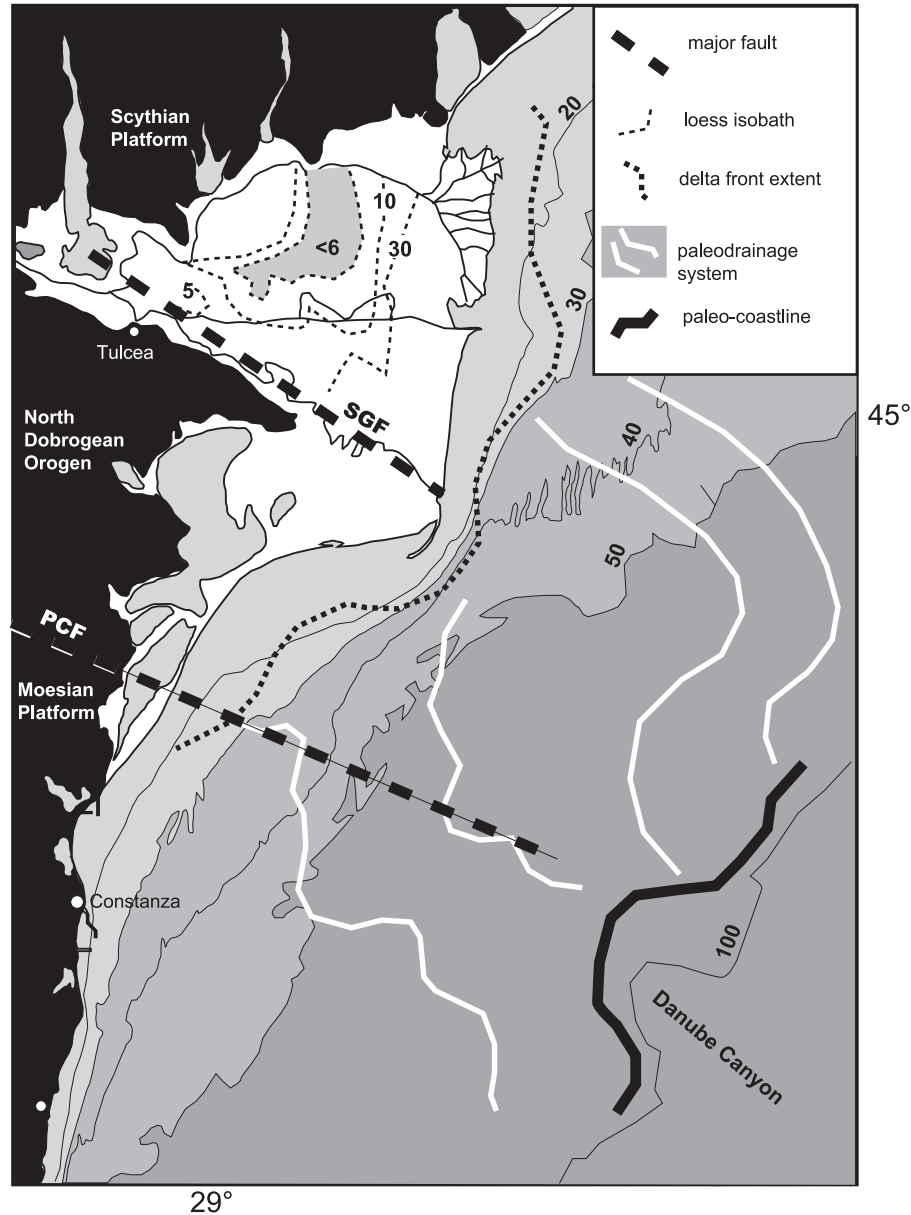 major fault
loess isobath
delta front extent
paleodrainage
system
paleo-coastline
Scythian
Platform
20
10
<6
30
5
30
Tulcea
SGF
North
Dobrogean
Orogen
45°
40
50
PCF
Moesian
Platform
Constanza
100
Danube Canyon
29°